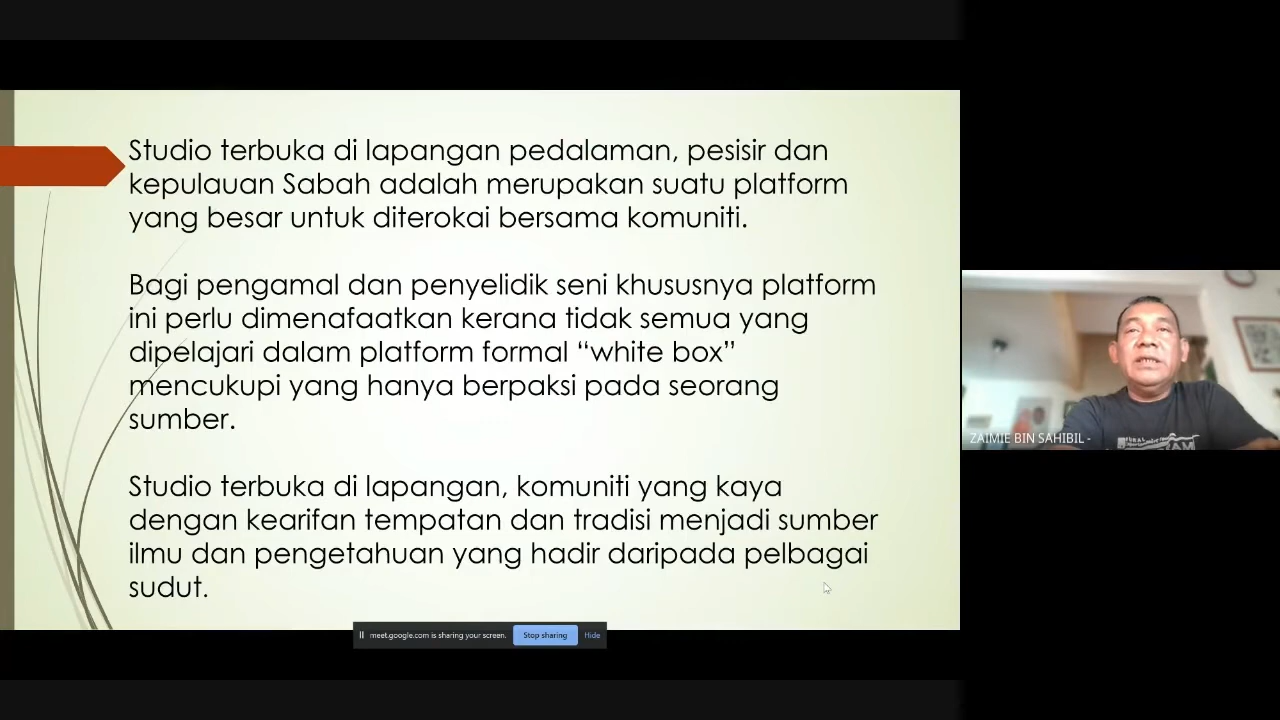 Studio terbuka di lapangan pedalaman, pesisir dan
kepulauan Sabah adalah merupakan suatu platform
yang besar untuk diterokai bersama komuniti.
Bagi pengamal dan penyelidik seni khususnya platform
ini perlu dimenafaatkan kerana tidak semua yang
dipelajari dalam platform formal “white box”
mencukupi yang hanya berpaksi pada seorang
sumber.
Studio terbuka di lapangan, komuniti yang kaya
dengan kearifan tempatan dan tradisi menjadi sumber
ilmu dan pengetahuan yang hadir daripada pelbagai
sudut.
meet.google.com is sharing your screen. Stop sharing Hide
ZAIMIE BIN SAHIBIL -